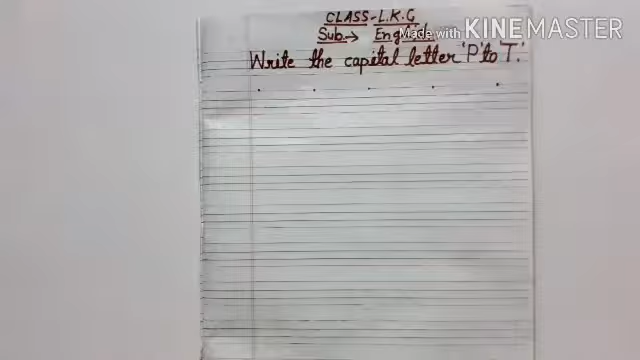 CLASS-L.K.G
Sub.→ English
Made with KINEMASTER
Write the capital letter 'P' to 'T'.